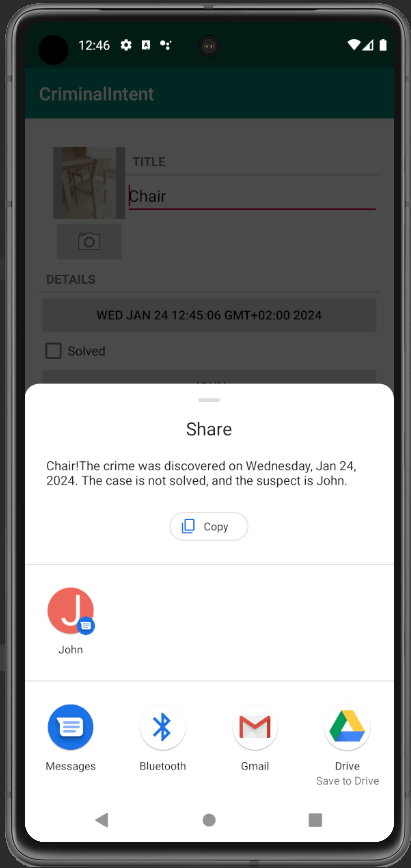 12:46
CriminalIntent
TITLE
Chair
DETAILS
WED JAN 24 12:45:06 GMT+02:00 2024
Solved
Share
Chair!The crime was discovered on Wednesday, Jan 24,
2024. The case is not solved, and the suspect is John.
Copy
J
John
Messages
Bluetooth
Gmail
Drive
Save to Drive